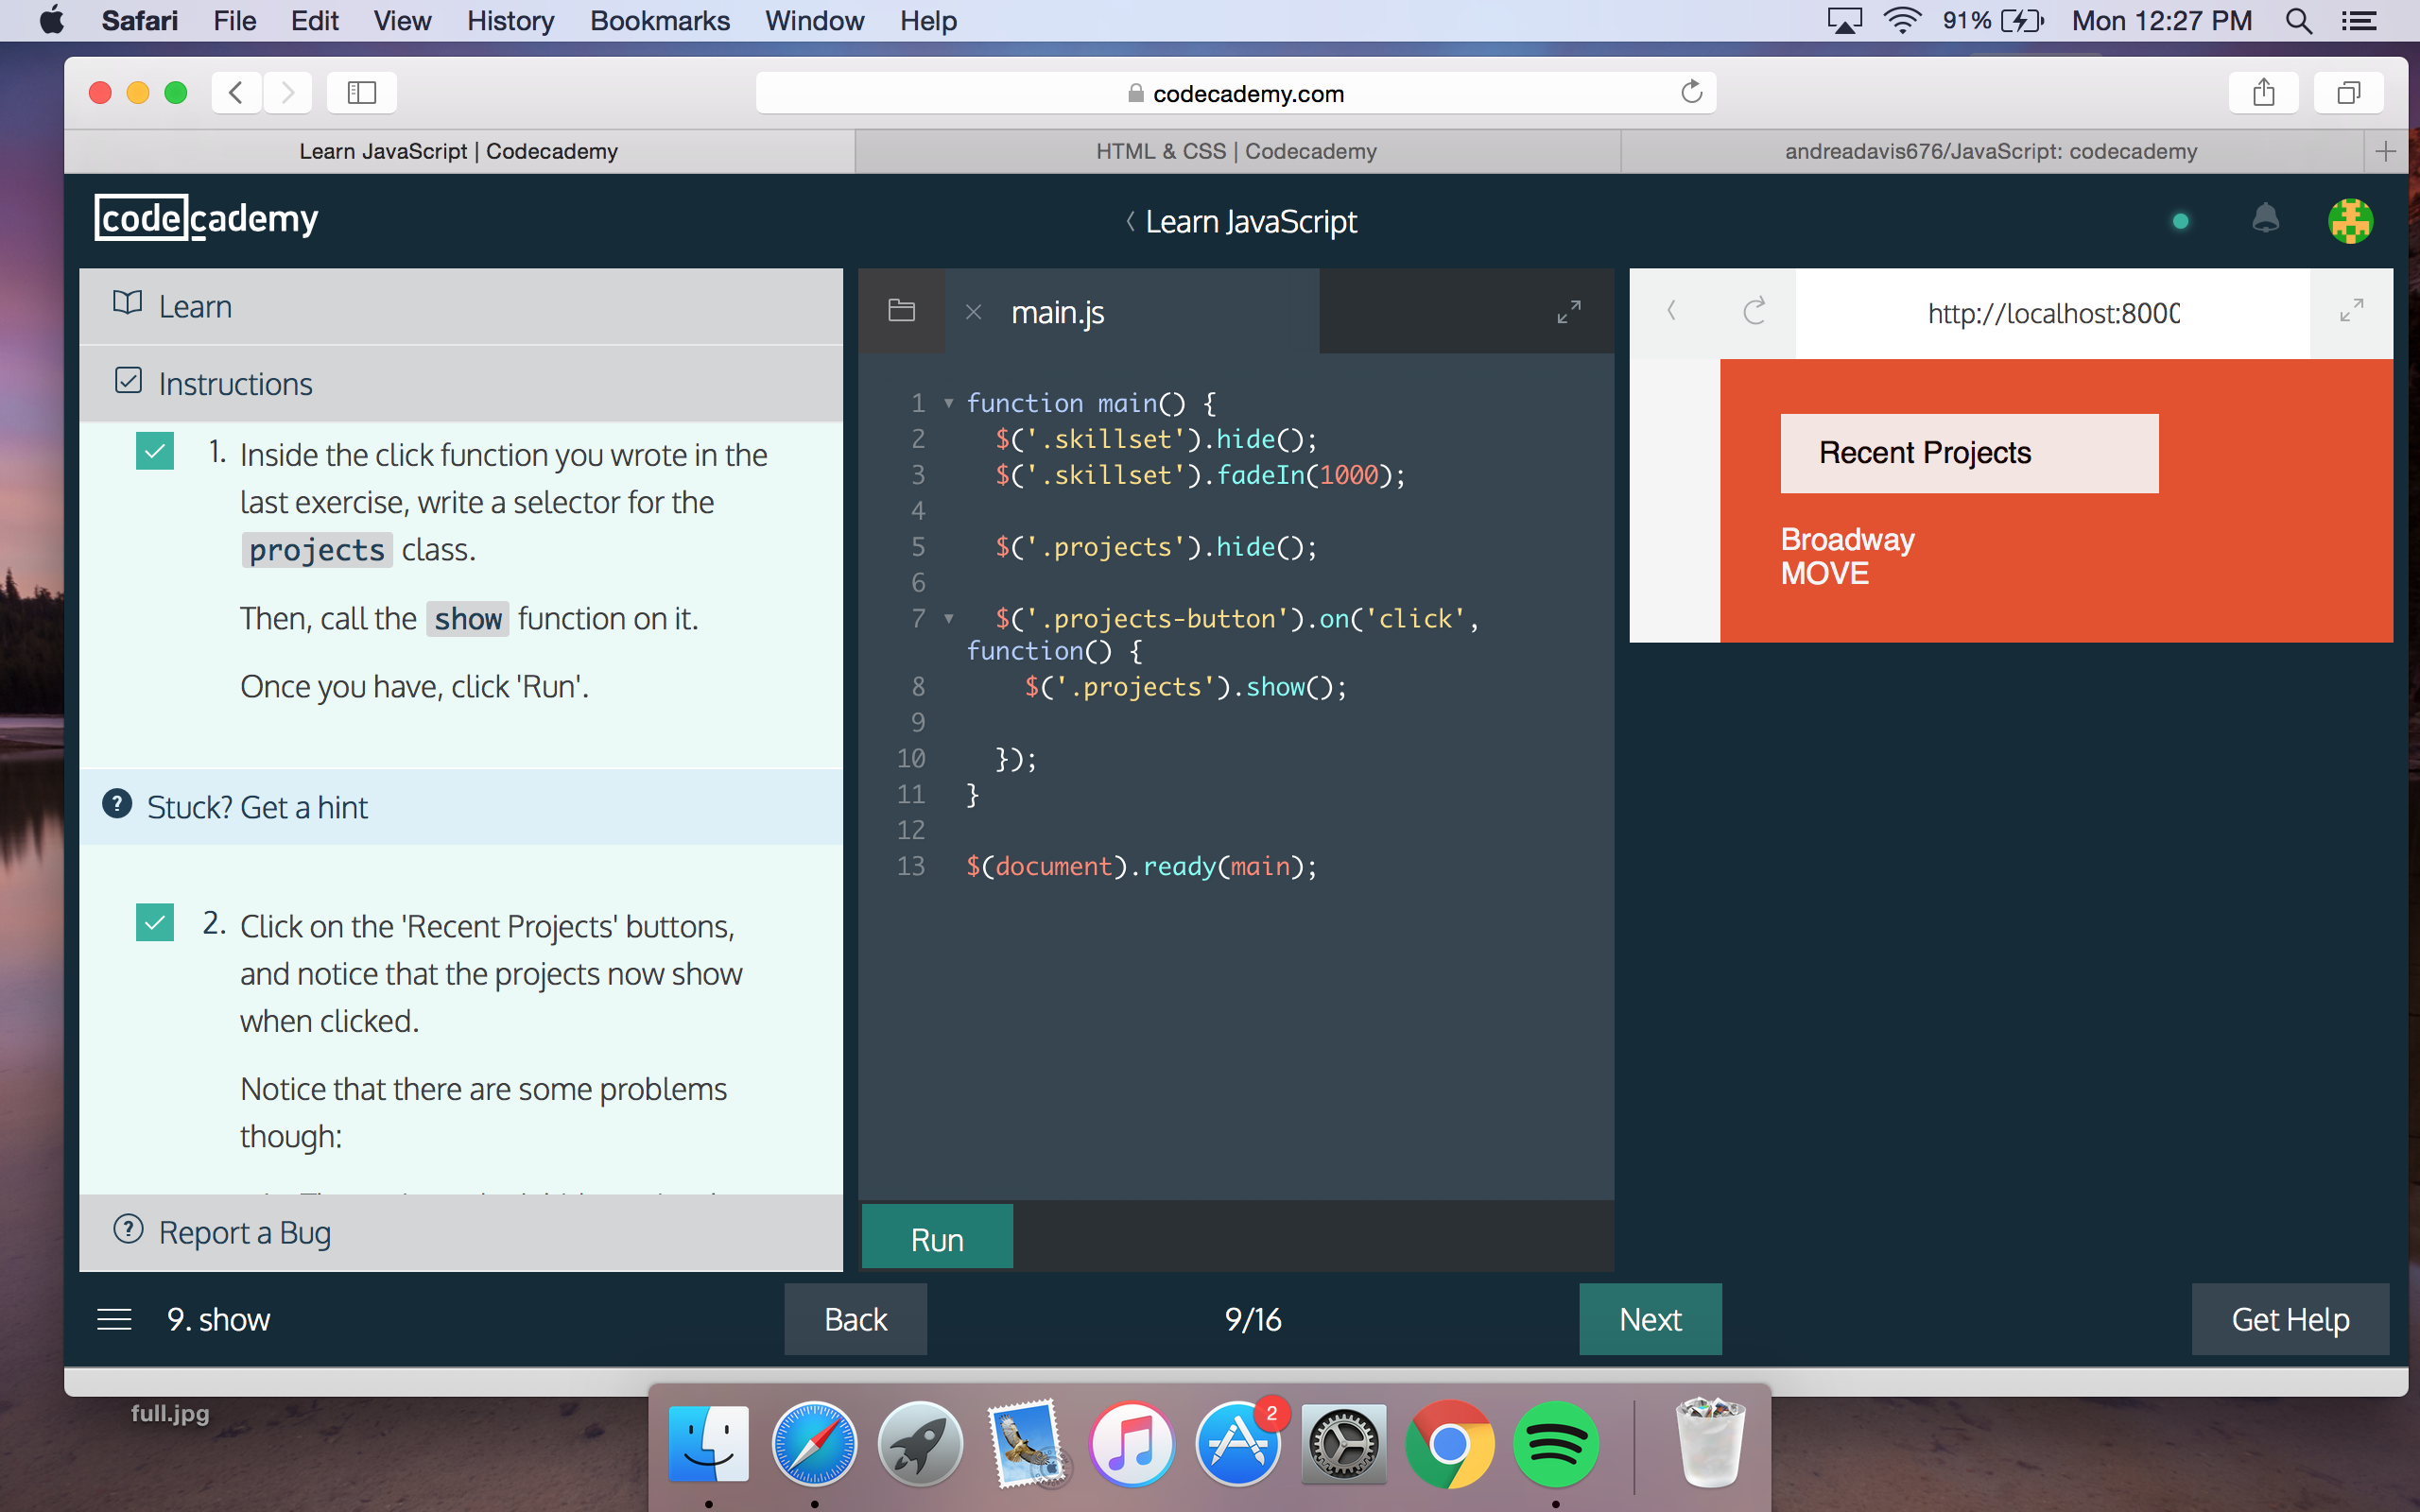 Safari File Edit View History Bookmarks Window Help 91% Mon 12:27 PM
codecademy.com
Learn JavaScript | Codecademy HTML & CSS | Codecademy andreadavis676/JavaScript: codecademy
codecademy
Learn JavaScript
Learn
Instructions
1. Inside the click function you wrote in the
last exercise, write a selector for the
projects class.
Then, call the show function on it.
Once you have, click 'Run'.
Stuck? Get a hint
2. Click on the 'Recent Projects' buttons,
and notice that the projects now show
when clicked.
Notice that there are some problems
though:
Report a Bug
main.js
1 function main() {
2 $('.skillset').hide();
3 $('.skillset').fadeIn(1000);
4
5 $('.projects').hide();
6
7 $('.projects-button').on('click',
function() {
8 $('.projects').show();
9
10 });
11 }
12
13 $(document).ready(main);
Run
http://localhost:8000
Recent Projects
Broadway
MOVE
9. show Back 9/16 Next Get Help
full.jpg
2